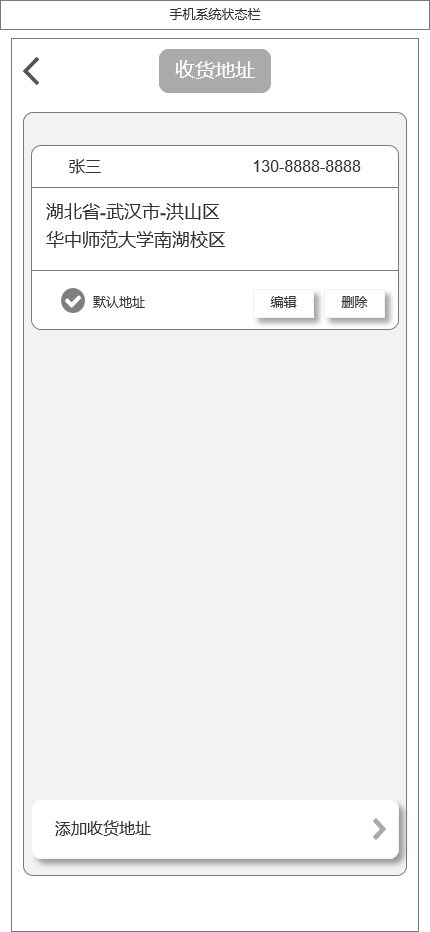 手机系统状态栏
收货地址
张三 130-8888-8888
湖北省-武汉市-洪山区
华中师范大学南湖校区
默认地址 编辑 删除
添加收货地址